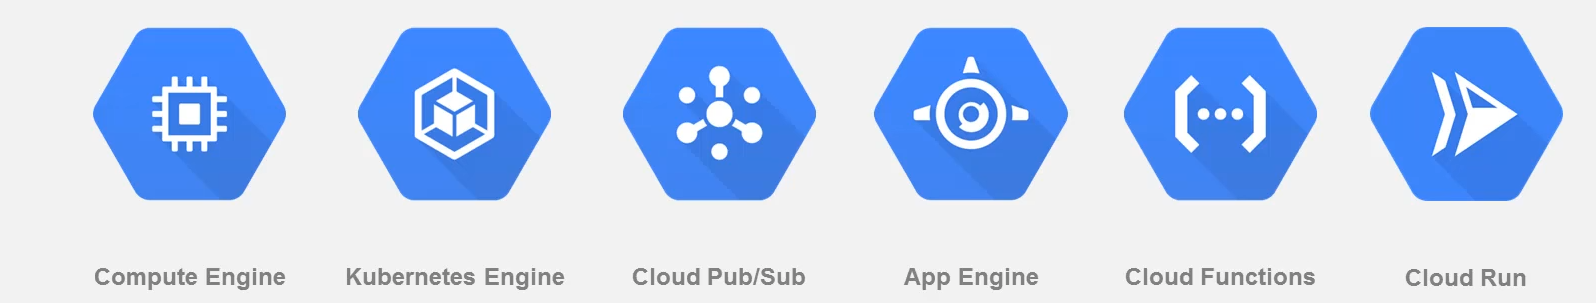 Compute Engine
Kubernetes Engine
Cloud Pub/Sub
App Engine
Cloud Functions
Cloud Run